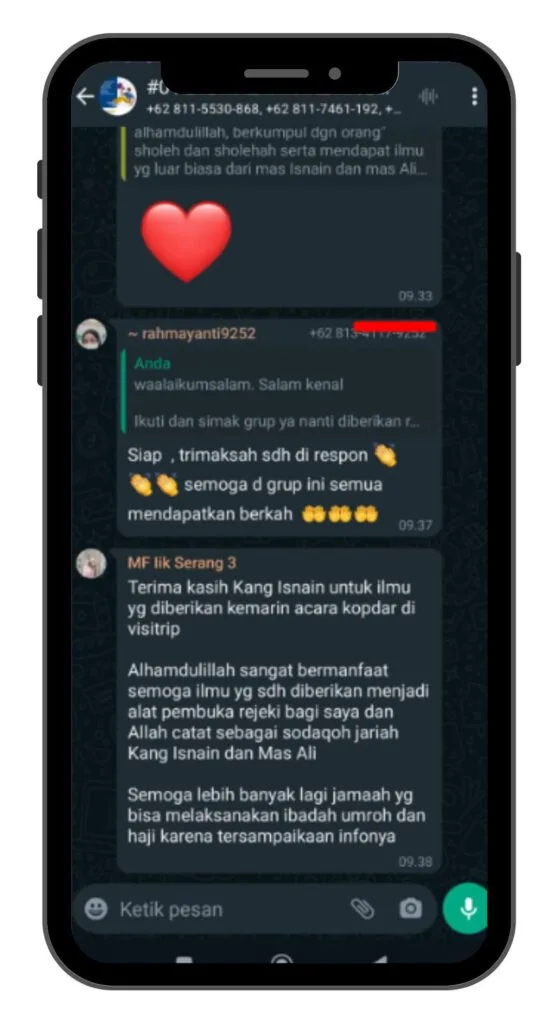 #0
+62 811-5530-868, +62 811-7461-192, +...
alhamdulillah, berkumpul dgn orang"
sholeh dan sholehah serta mendapat ilmu
yg luar biasa dari mas Isnain dan mas Ali...
09.33
~ rahmayanti9252
+62 813-
Anda
waalaikumsalam. Salam kenal
Ikuti dan simak grup ya nanti diberikan r...
Siap , trimaksah sdh di respon 👏
👏👏 semoga d grup ini semua
mendapatkan berkah 🤲🤲🤲
09.37
MF Iik Serang 3
Terima kasih Kang Isnain untuk ilmu
yg diberikan kemarin acara kopdar di
visitrip
Alhamdulillah sangat bermanfaat
semoga ilmu yg sdh diberikan menjadi
alat pembuka rejeki bagi saya dan
Allah catat sebagai sodaqoh jariah
Kang Isnain dan Mas Ali
Semoga lebih banyak lagi jamaah yg
bisa melaksanakan ibadah umroh dan
haji karena tersampaikaan infonya
09.38
Ketik pesan